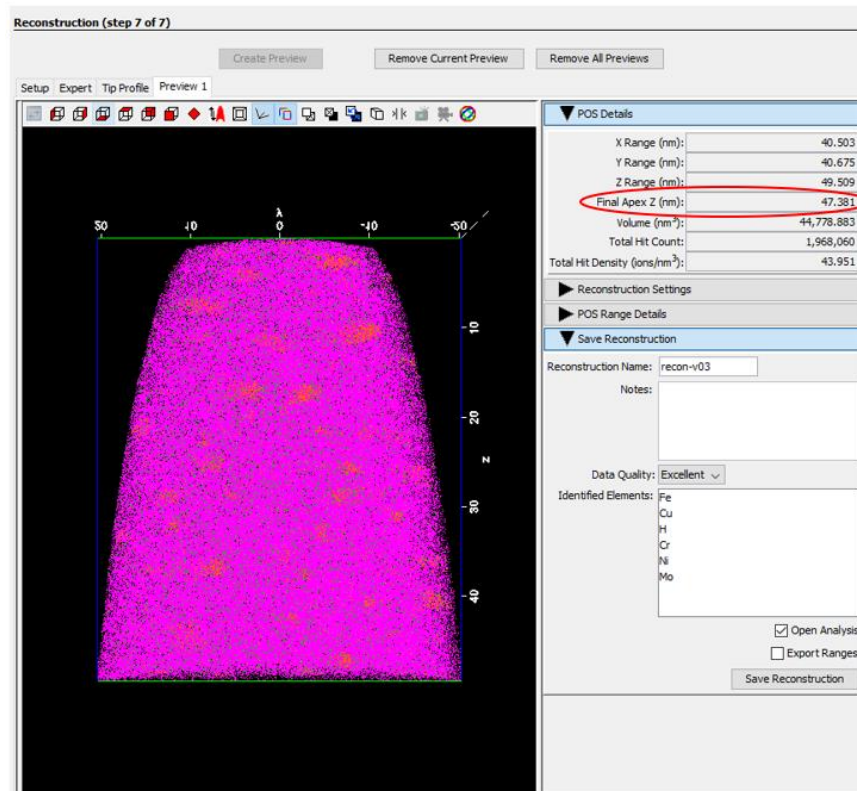 Reconstruction (step 7 of 7)
Create Preview Remove Current Preview Remove All Previews
Setup Expert Tip Profile Preview 1
POS Details
X Range (nm): 40.503
Y Range (nm): 40.675
Z Range (nm): 49.509
Final Apex Z (nm): 47.381
Volume (nm³): 44,778.883
Total Hit Count: 1,968,060
Total Hit Density (ions/nm³): 43.951
Reconstruction Settings
POS Range Details
Save Reconstruction
Reconstruction Name: recon-v03
Notes:
Data Quality: Excellent
Identified Elements: Fe
Cu
H
Cr
Ni
Mo
Open Analysis
Export Ranges
Save Reconstruction
20 10 0 -10 -20
10
20
z
30
40